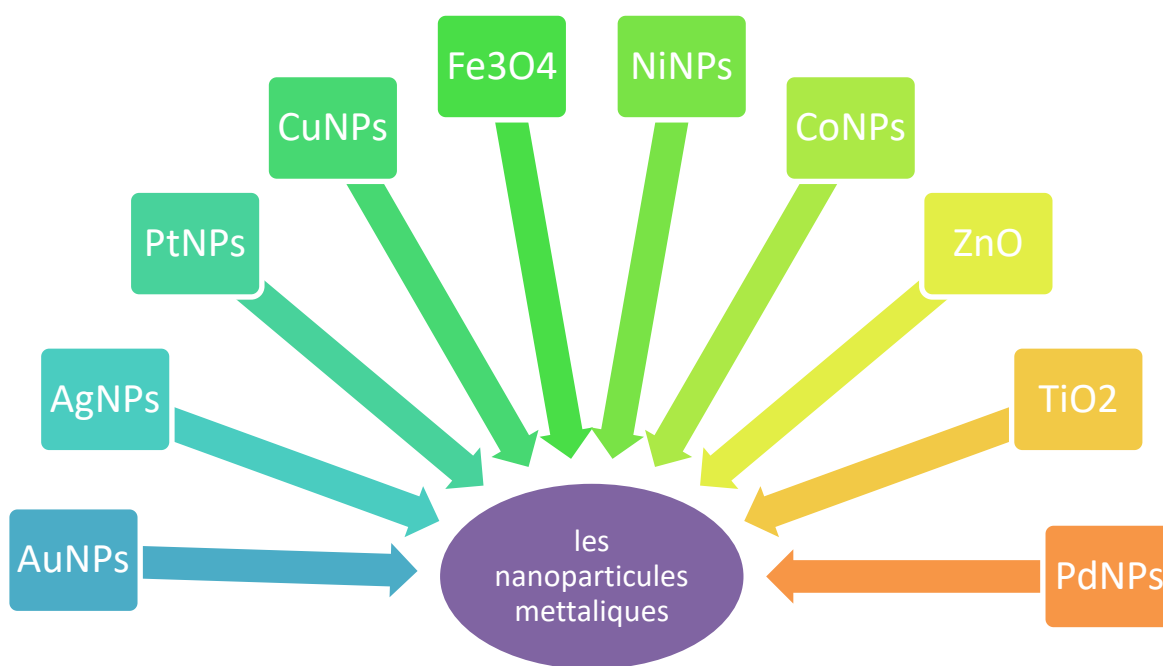 AuNPs
AgNPs
PtNPs
CuNPs
Fe3O4
NiNPs
CoNPs
ZnO
TiO2
PdNPs
les
nanoparticules
mettaliques